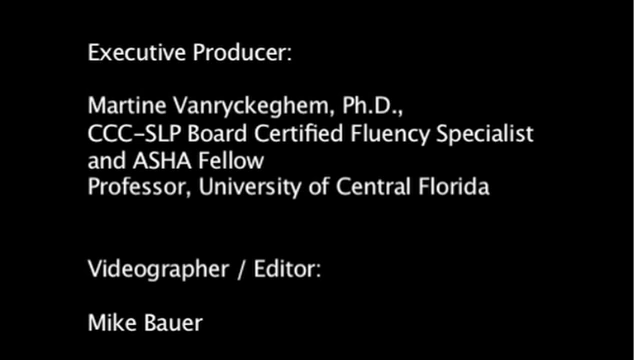 Executive Producer:
Martine Vanryckeghem, Ph.D.,
CCC-SLP Board Certified Fluency Specialist
and ASHA Fellow
Professor, University of Central Florida
Videographer / Editor:
Mike Bauer